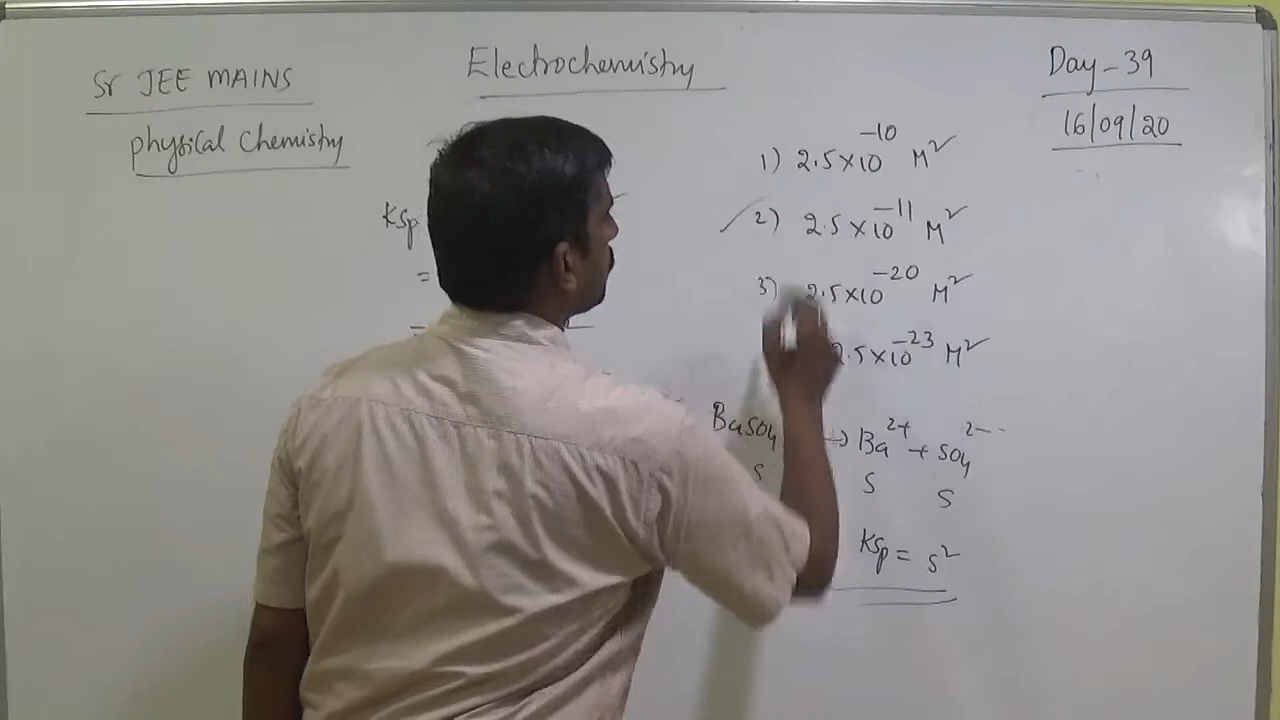 Sr JEE MAINS
physical Chemistry
Electrochemistry
Day-39
16/09/20
Ksp
=
1) 2.5×10⁻¹⁰ M²
2) 2.5×10⁻¹¹ M²
3) 2.5×10⁻²⁰ M²
2.5×10⁻²³ M²
BaSO₄ → Ba²⁺ + SO₄²⁻
S S S
Ksp = S²